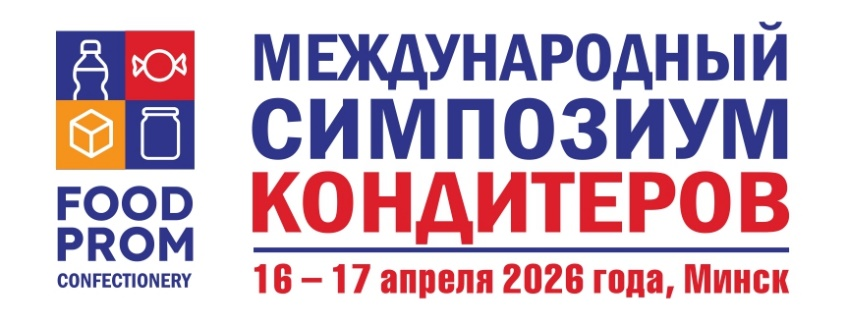 FOOD
PROM
CONFECTIONERY
МЕЖДУНАРОДНЫЙ
СИМПОЗИУМ
КОНДИТЕРОВ
16 – 17 апреля 2026 года, Минск